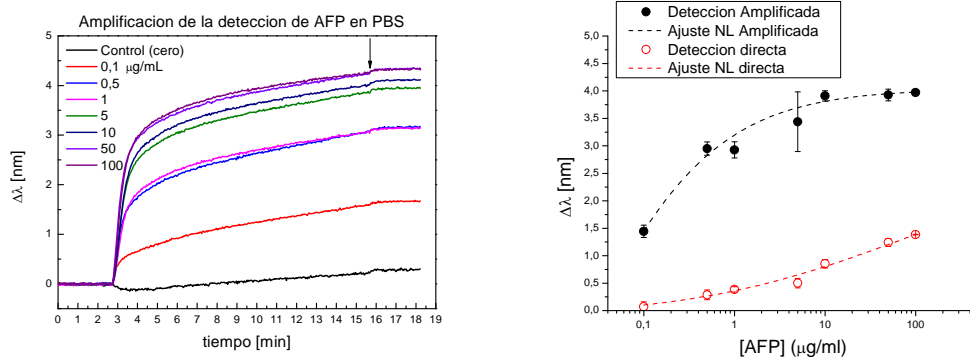 Amplificacion de la deteccion de AFP en PBS
Control (cero)
0,1 μg/mL
0,5
1
5
10
50
100
5
4
3
2
1
0
Δλ [nm]
0 1 2 3 4 5 6 7 8 9 10 11 12 13 14 15 16 17 18 19
tiempo [min]
Deteccion Amplificada
Ajuste NL Amplificada
Deteccion directa
Ajuste NL directa
5,0
4,5
4,0
3,5
3,0
2,5
2,0
1,5
1,0
0,5
0,0
Δλ [nm]
0,1 1 10 100
[AFP] (μg/ml)